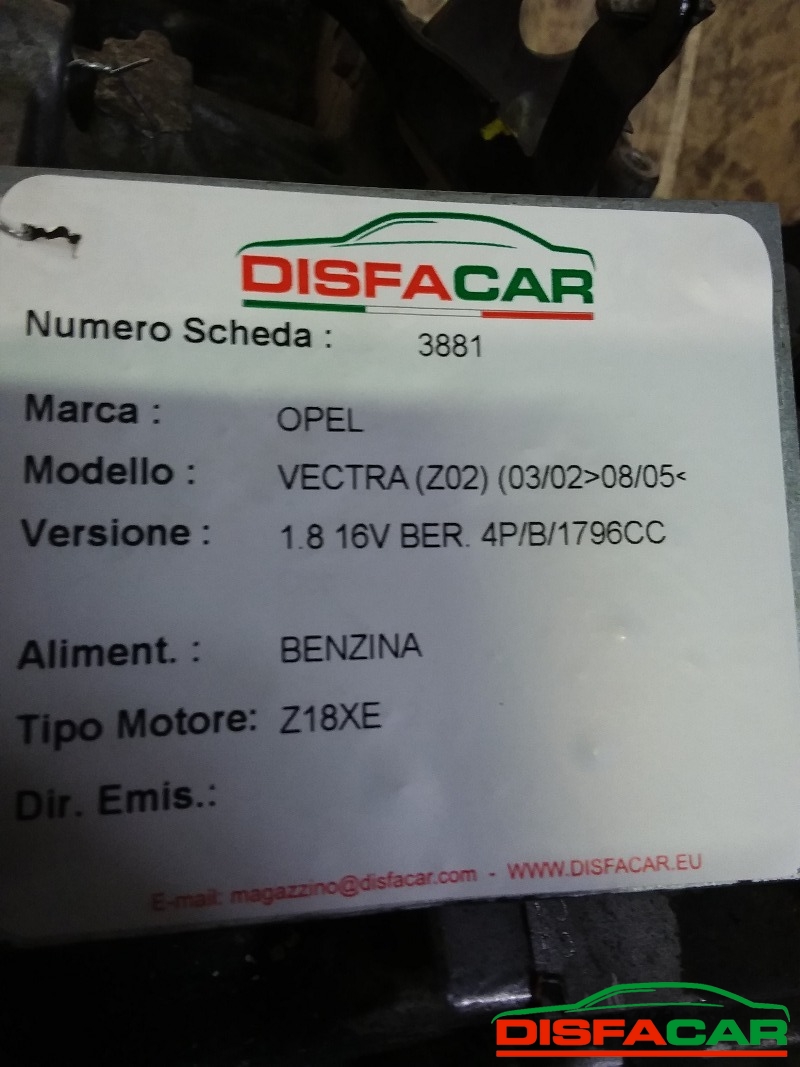 DISFACAR
Numero Scheda : 3881
Marca : OPEL
Modello : VECTRA (Z02) (03/02>08/05<
Versione : 1.8 16V BER. 4P/B/1796CC
Aliment. : BENZINA
Tipo Motore: Z18XE
Dir. Emis.:
E-mail: magazzino@disfacar.com - WWW.DISFACAR.EU
DISFACAR